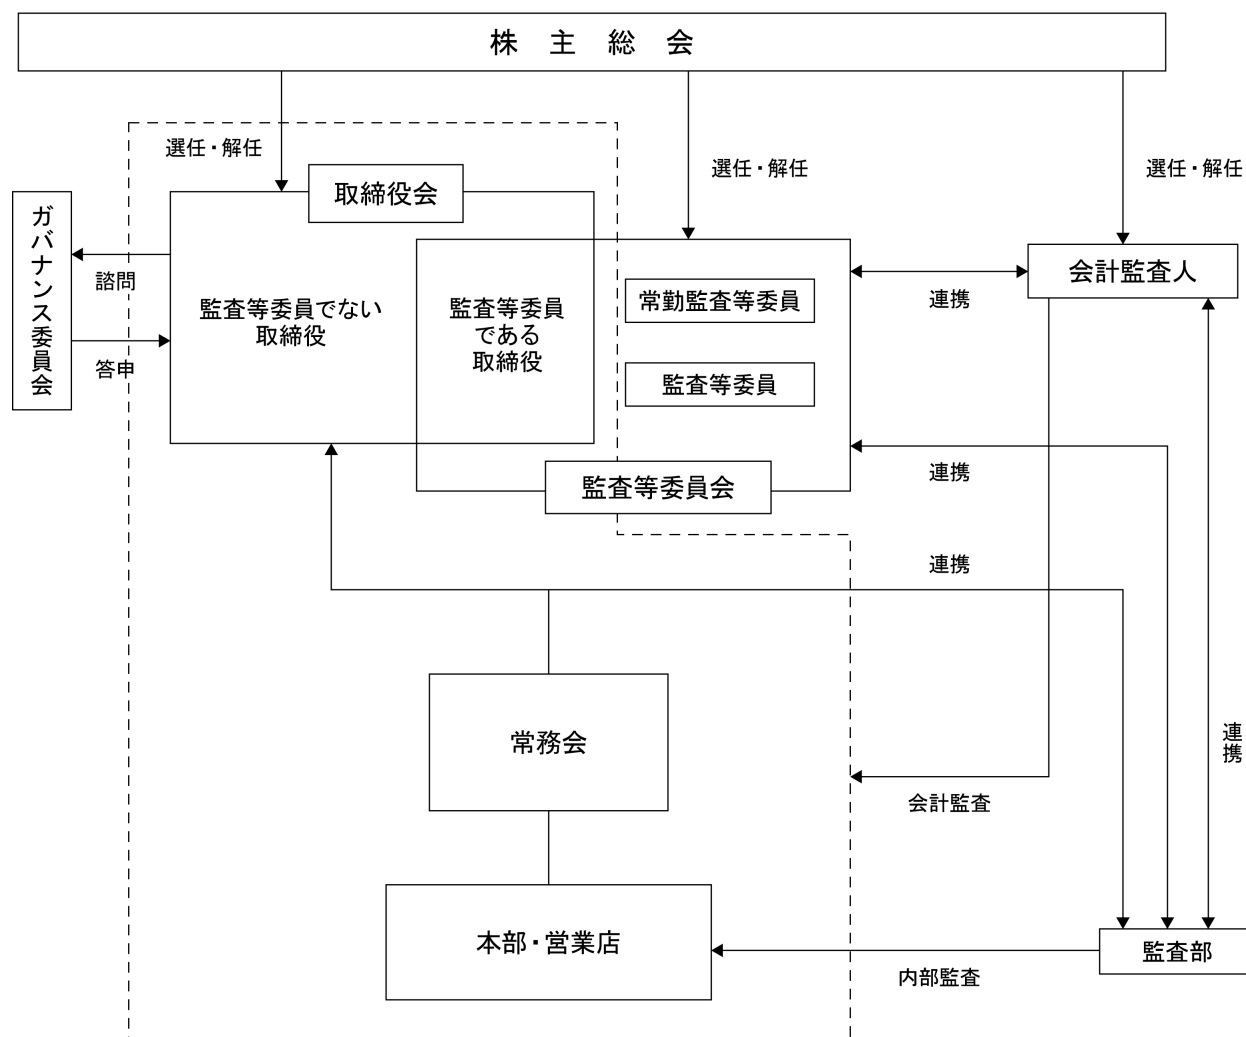 株主総会
選任・解任
選任・解任
選任・解任
取締役会
ガバナンス委員会
諮問
答申
監査等委員でない
取締役
監査等委員
である
取締役
常勤監査等委員
監査等委員
監査等委員会
会計監査人
連携
連携
連携
連携
常務会
会計監査
本部・営業店
内部監査
監査部